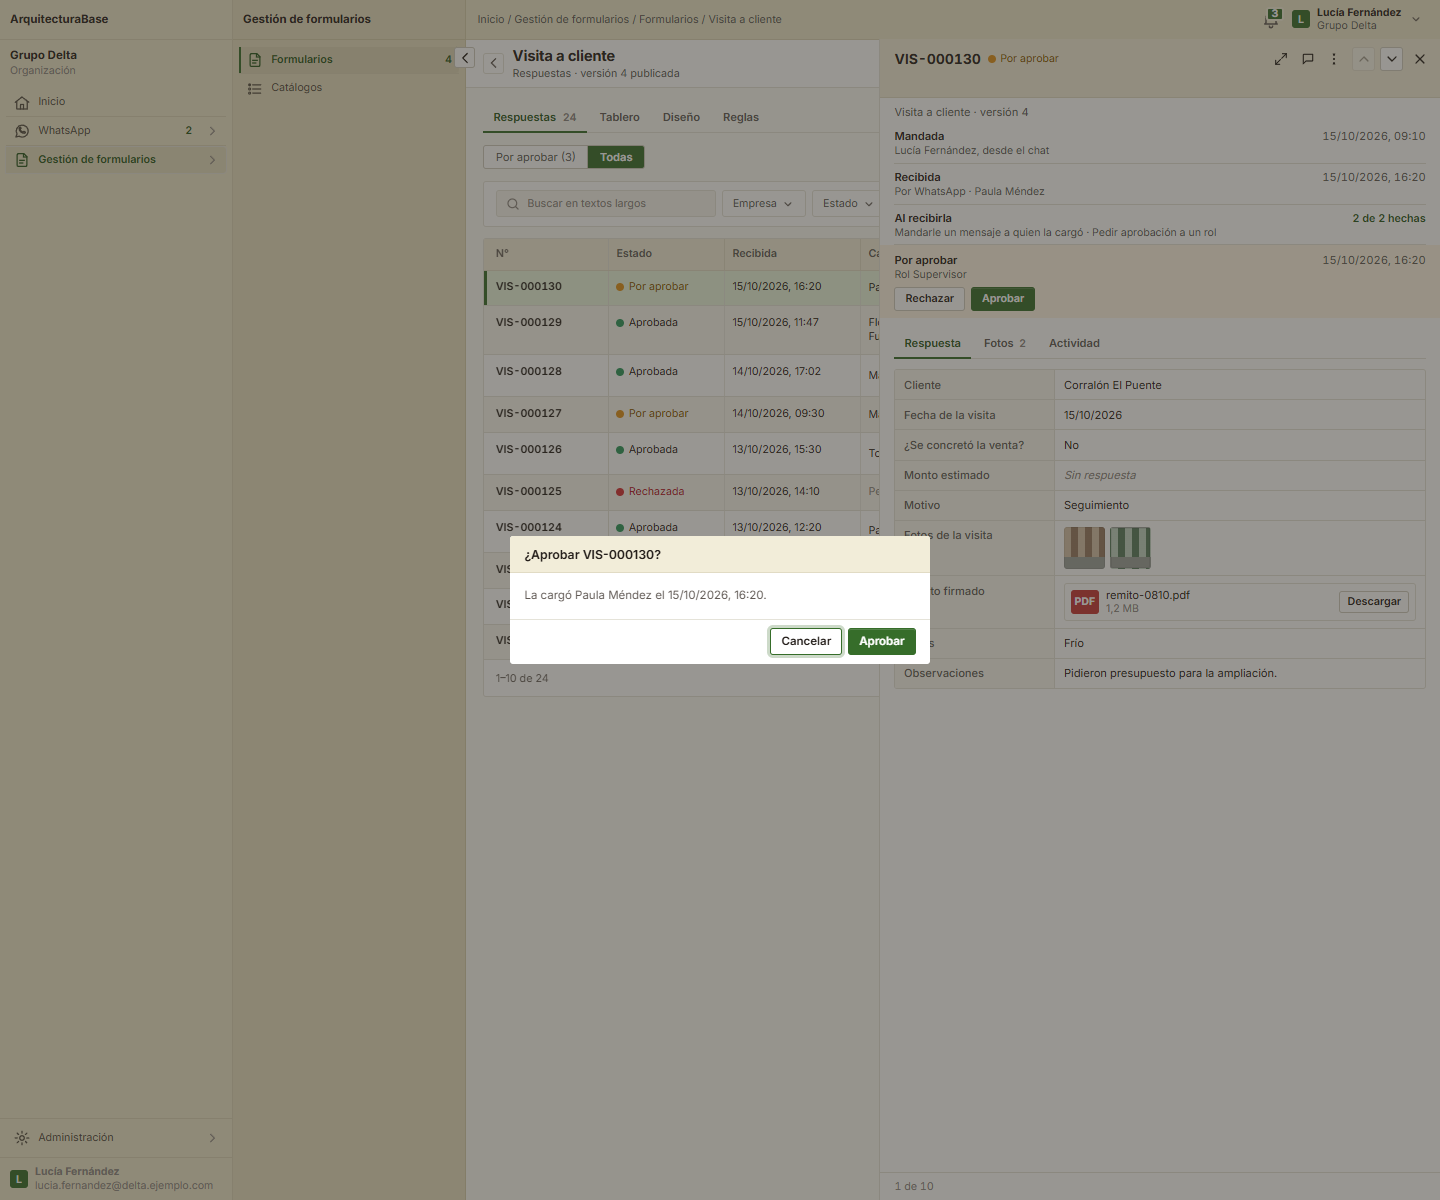 ArquitecturaBase
Grupo Delta
Organización
Inicio
WhatsApp 2
Gestión de formularios
Administración
L
Lucía Fernández
lucia.fernandez@delta.ejemplo.com
Gestión de formularios
Formularios 4
Catálogos
Inicio / Gestión de formularios / Formularios / Visita a cliente
3
L
Lucía Fernández
Grupo Delta
Visita a cliente
Respuestas · versión 4 publicada
Respuestas 24 Tablero Diseño Reglas
Por aprobar (3) Todas
Buscar en textos largos Empresa Estado
N° Estado Recibida Ca
VIS-000130 Por aprobar 15/10/2026, 16:20 Pa
VIS-000129 Aprobada 15/10/2026, 11:47 Flo
Fu
VIS-000128 Aprobada 14/10/2026, 17:02 Ma
VIS-000127 Por aprobar 14/10/2026, 09:30 Ma
VIS-000126 Aprobada 13/10/2026, 15:30 To
VIS-000125 Rechazada 13/10/2026, 14:10 Pe
VIS-000124 Aprobada 13/10/2026, 12:20 Pa
VIS
VIS
VIS
1–10 de 24
VIS-000130 Por aprobar
Visita a cliente · versión 4
Mandada 15/10/2026, 09:10
Lucía Fernández, desde el chat
Recibida 15/10/2026, 16:20
Por WhatsApp · Paula Méndez
Al recibirla 2 de 2 hechas
Mandarle un mensaje a quien la cargó · Pedir aprobación a un rol
Por aprobar 15/10/2026, 16:20
Rol Supervisor
Rechazar Aprobar
Respuesta Fotos 2 Actividad
Cliente Corralón El Puente
Fecha de la visita 15/10/2026
¿Se concretó la venta? No
Monto estimado Sin respuesta
Motivo Seguimiento
Fotos de la visita
to firmado PDF remito-0810.pdf
1,2 MB
Descargar
s Frío
Observaciones Pidieron presupuesto para la ampliación.
1 de 10
¿Aprobar VIS-000130?
La cargó Paula Méndez el 15/10/2026, 16:20.
Cancelar Aprobar